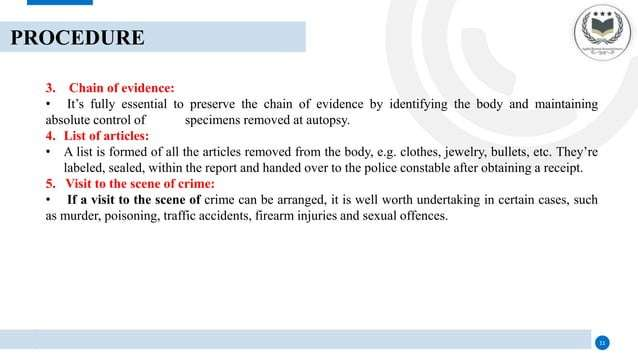 PROCEDURE
3. Chain of evidence:
• It’s fully essential to preserve the chain of evidence by identifying the body and maintaining
absolute control of specimens removed at autopsy.
4. List of articles:
• A list is formed of all the articles removed from the body, e.g. clothes, jewelry, bullets, etc. They’re
labeled, sealed, within the report and handed over to the police constable after obtaining a receipt.
5. Visit to the scene of crime:
• If a visit to the scene of crime can be arranged, it is well worth undertaking in certain cases, such
as murder, poisoning, traffic accidents, firearm injuries and sexual offences.
11